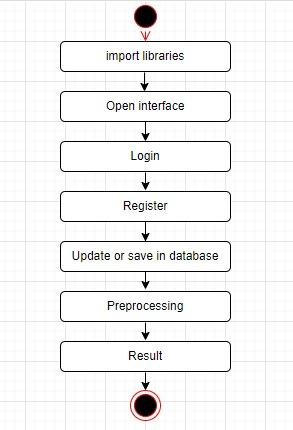 import libraries
Open interface
Login
Register
Update or save in database
Preprocessing
Result